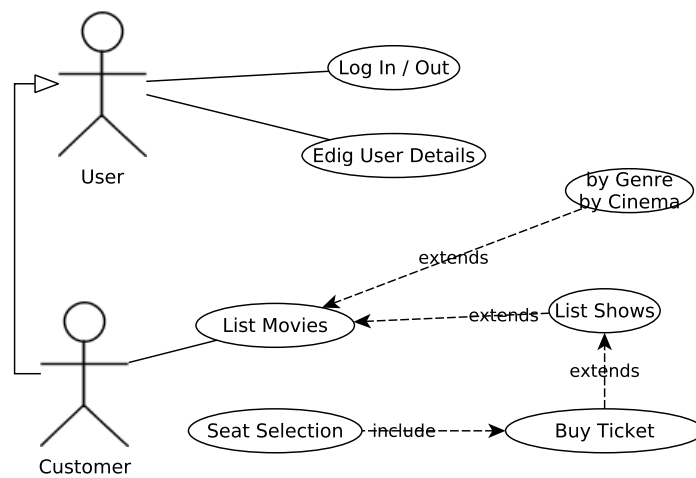 Log In / Out
Edig User Details
User
by Genre
by Cinema
extends
List Movies
extends
List Shows
extends
Seat Selection
include
Buy Ticket
Customer